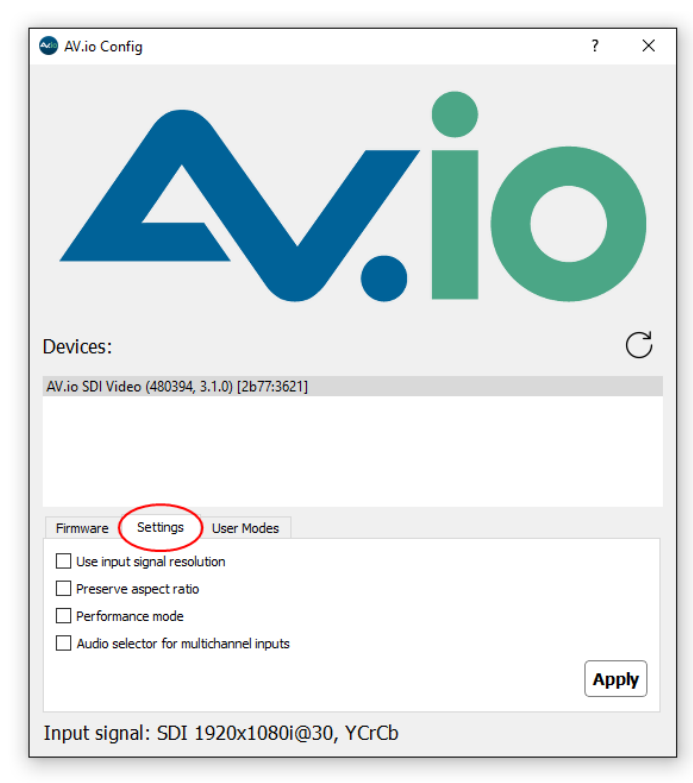 AV.io AV.io Config ? ×
AV.io
Devices:
AV.io SDI Video (480394, 3.1.0) [2b77:3621]
Firmware Settings User Modes
Use input signal resolution
Preserve aspect ratio
Performance mode
Audio selector for multichannel inputs
Apply
Input signal: SDI 1920x1080i@30, YCrCb